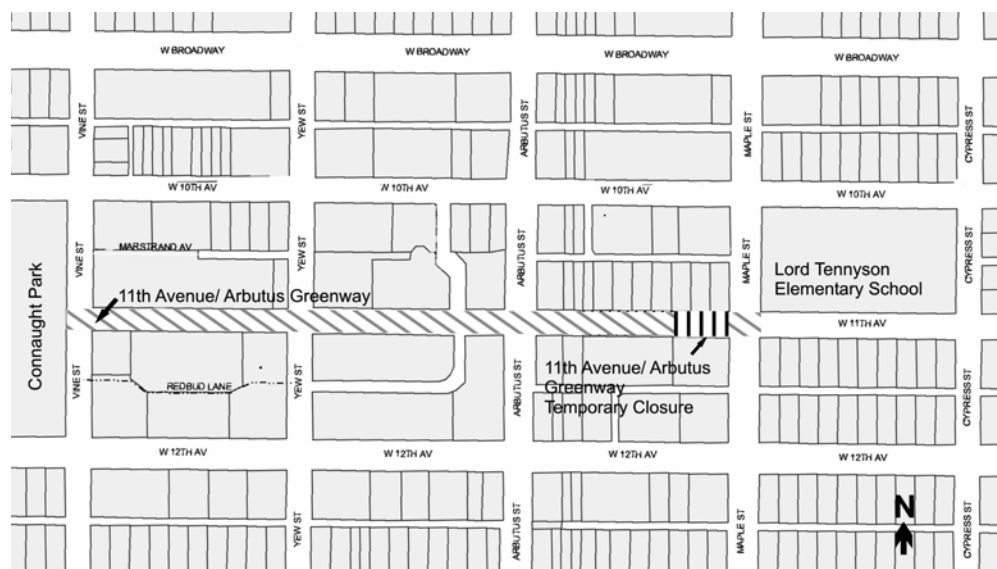 W BROADWAY
W BROADWAY
W BROADWAY
W BROADWAY
VINE ST
YEW ST
ARBUTUS ST
MAPLE ST
CYPRESS ST
W 10TH AV
W 10TH AV
W 10TH AV
W 10TH AV
Connaught Park
VINE ST
MARSTRAND AV
YEW ST
ARBUTUS ST
MAPLE ST
Lord Tennyson
Elementary School
11th Avenue/ Arbutus Greenway
W 11TH AV
VINE ST
REDBUD LANE
YEW ST
ARBUTUS ST
11th Avenue/ Arbutus
Greenway
Temporary Closure
CYPRESS ST
W 12TH AV
W 12TH AV
W 12TH AV
W 12TH AV
YEW ST
ARBUTUS ST
MAPLE ST
N
CYPRESS ST